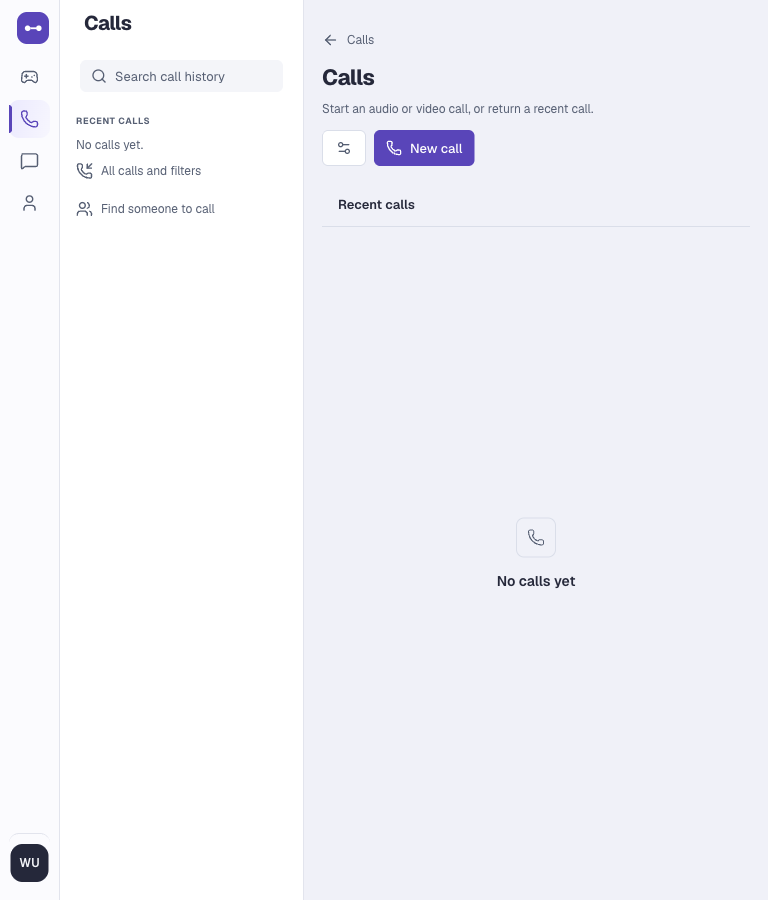 Calls
Search call history
RECENT CALLS
No calls yet.
All calls and filters
Find someone to call
WU
Calls
Calls
Start an audio or video call, or return a recent call.
New call
Recent calls
No calls yet